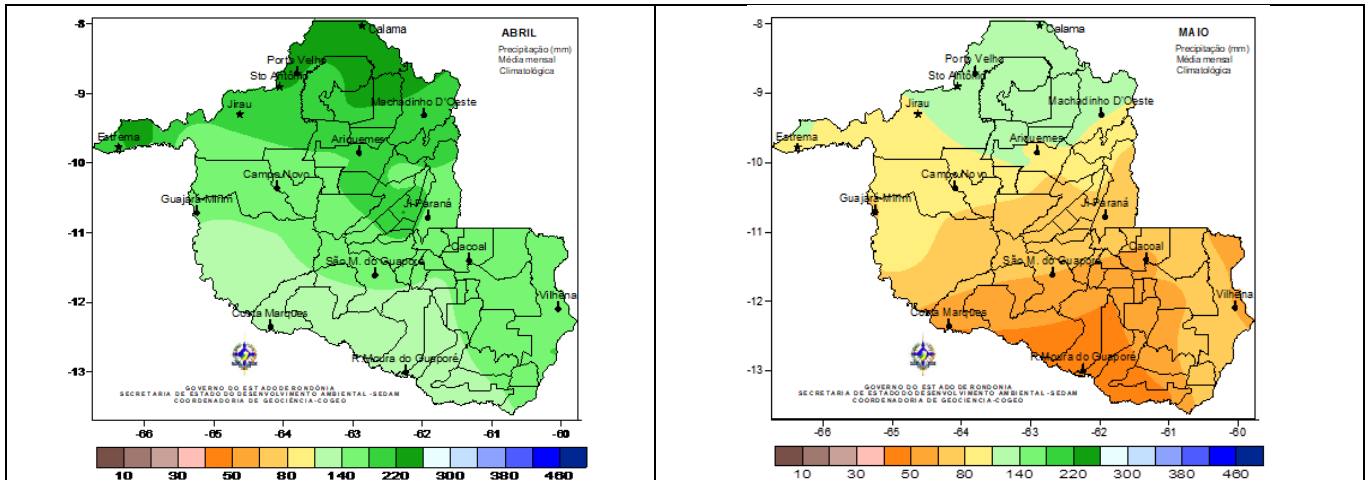 ABRIL
Precipitação (mm)
Média mensal
Climatológica
Calama
Porto Velho
Sto Antônio
Jirau
Machadinho D'Oeste
Estrema
Ariquemes
Campo Novo
Guajará-Mirim
Ji-Paraná
Cacoal
São M. do Guaporé
Vilhena
Costa Marques
R.Moura do Guaporé
GOVERNO DO ESTADO DE RONDÔNIA
SECRETARIA DE ESTADO DO DESENVOLVIMENTO AMBIENTAL -SEDAM
COORDENADORIA DE GEOCIÊNCIA-COGEO
-8
-9
-10
-11
-12
-13
-66 -65 -64 -63 -62 -61 -60
10 30 50 80 140 220 300 380 460
MAIO
Precipitação (mm)
Média mensal
Climatológica
Calama
Porto Velho
Sto Antônio
Jirau
Machadinho D'Oeste
Estrema
Ariquemes
Campo Novo
Guajará-Mirim
Ji-Paraná
Cacoal
São M. do Guaporé
Vilhena
Costa Marques
R.Moura do Guaporé
GOVERNO DO ESTADO DE RONDONIA
SECRETARIA DE ESTADO DO DESENVOLVIMENTO AMBIENTAL -SEDAM
COORDENADORIA DE GEOCIÊNCIA-COGEO
-8
-9
-10
-11
-12
-13
-66 -65 -64 -63 -62 -61 -60
10 30 50 80 140 220 300 380 460